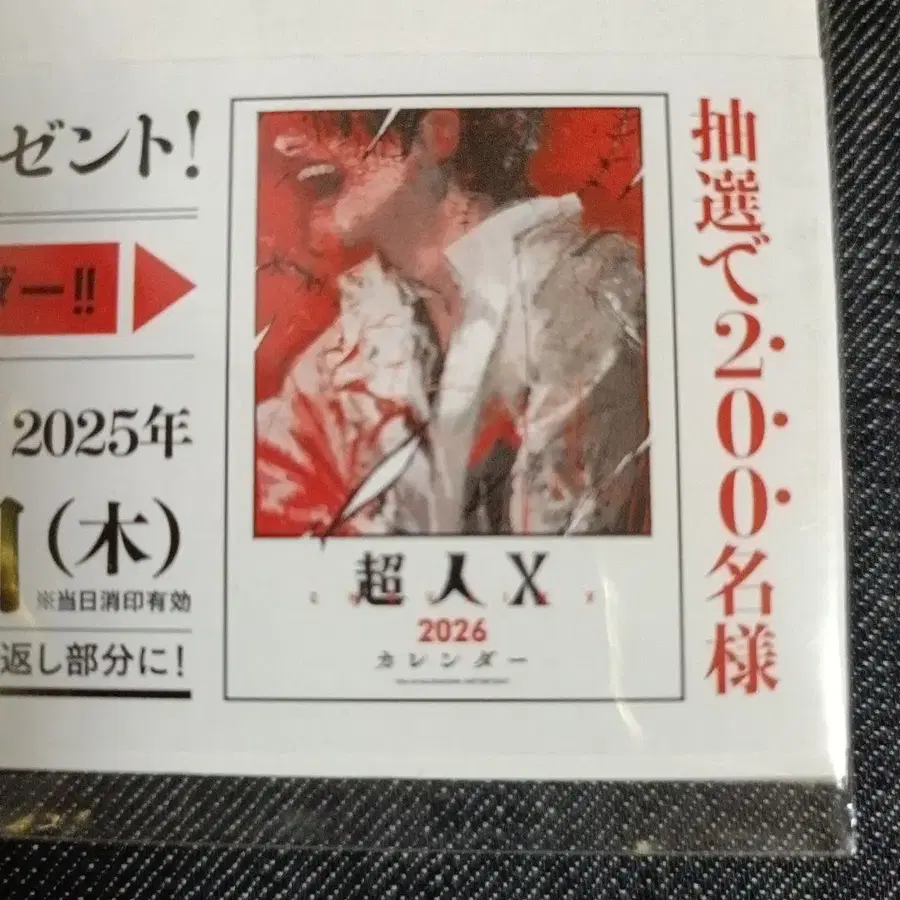 ゼント!
ダー!!
2025年
(木)
※当日消印有効
返し部分に!
超人X
2026
カレンダー
抽選で200名様